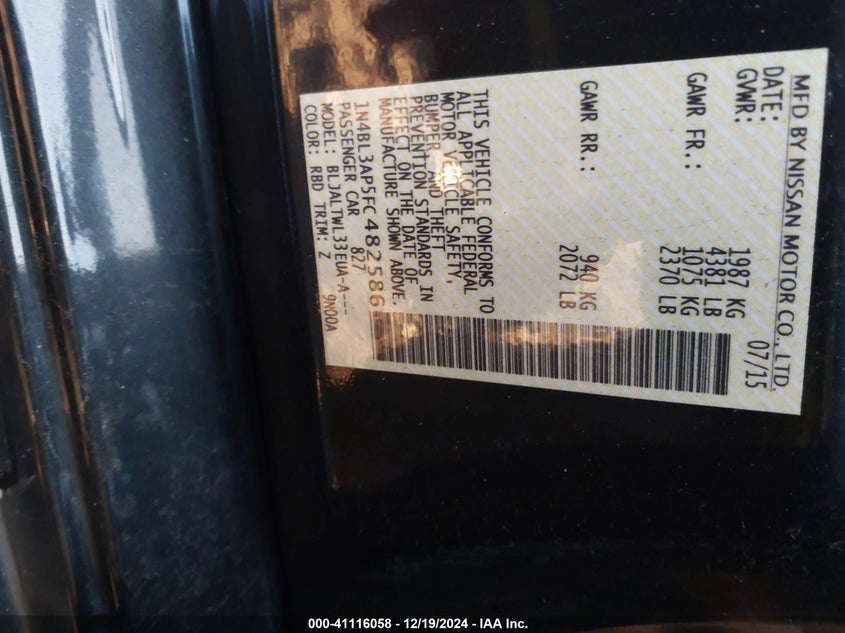 MFD BY NISSAN MOTOR CO., LTD.
DATE: 07/15
GVWR: 1987 KG
4381 LB
GAWR FR.: 1075 KG
2370 LB
GAWR RR.: 940 KG
2072 LB
THIS VEHICLE CONFORMS TO
ALL APPLICABLE FEDERAL
MOTOR VEHICLE SAFETY,
BUMPER AND THEFT
PREVENTION STANDARDS IN
EFFECT ON THE DATE OF
MANUFACTURE SHOWN ABOVE.
1N4BL3AP5FC482586
PASSENGER CAR 827
MODEL: BLJALTWL33EUA-A---
COLOR: RBD TRIM: Z 9N00A
000-41116058 - 12/19/2024 - IAA Inc.